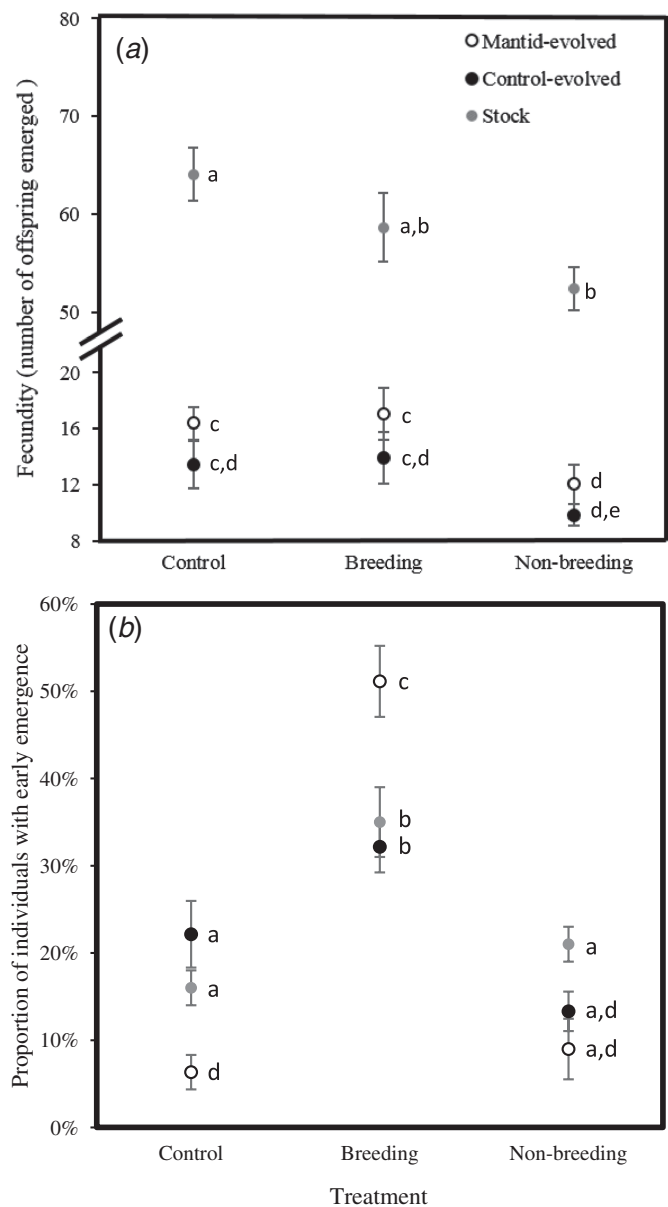 (a)
Mantid-evolved
Control-evolved
Stock
Fecundity (number of offspring emerged )
80
70
60
50
20
16
12
8
a
a,b
b
c
c,d
c
c,d
d
d,e
Control
Breeding
Non-breeding
(b)
Proportion of individuals with early emergence
60%
50%
40%
30%
20%
10%
0%
a
a
d
c
b
b
a
a,d
a,d
Control
Breeding
Non-breeding
Treatment